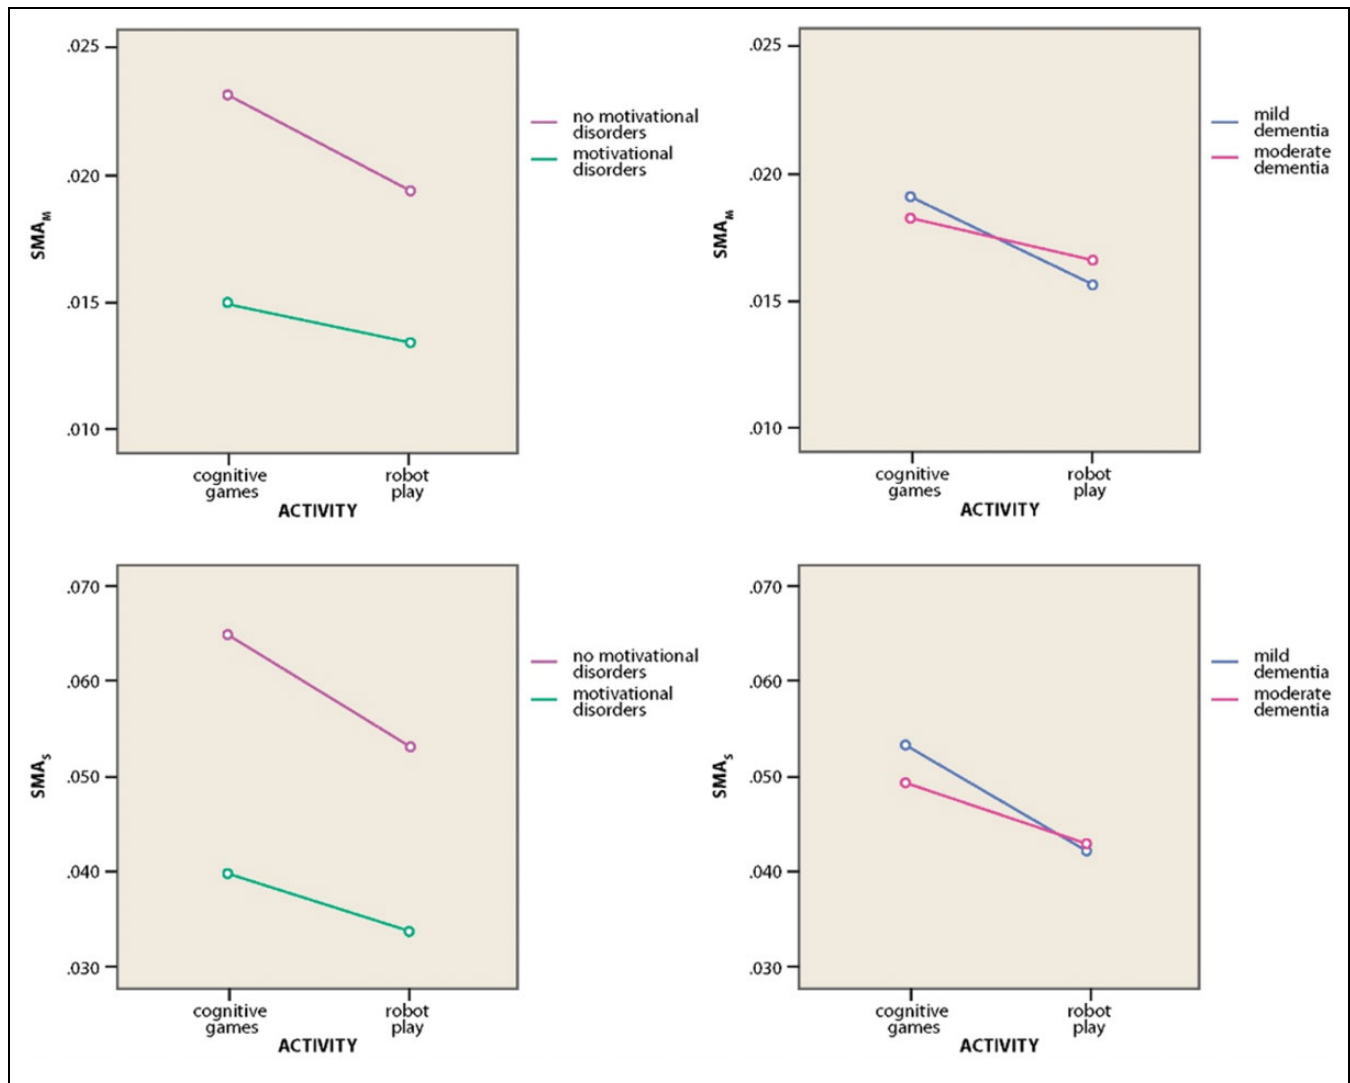 .025
.020
.015
.010
SMAM
cognitive
games
robot
play
ACTIVITY
no motivational
disorders
motivational
disorders
.025
.020
.015
.010
SMAM
cognitive
games
robot
play
ACTIVITY
mild
dementia
moderate
dementia
.070
.060
.050
.040
.030
SMAS
cognitive
games
robot
play
ACTIVITY
no motivational
disorders
motivational
disorders
.070
.060
.050
.040
.030
SMAS
cognitive
games
robot
play
ACTIVITY
mild
dementia
moderate
dementia